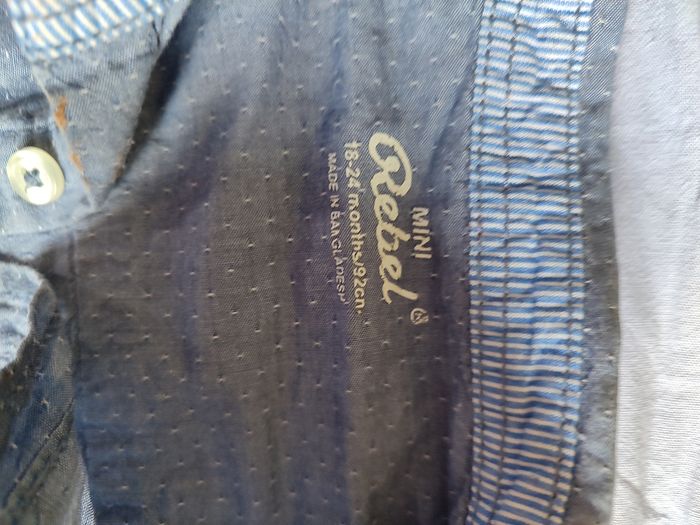 MINI
Rebel
18-24 months/92cm.
MADE IN BANGLADESH